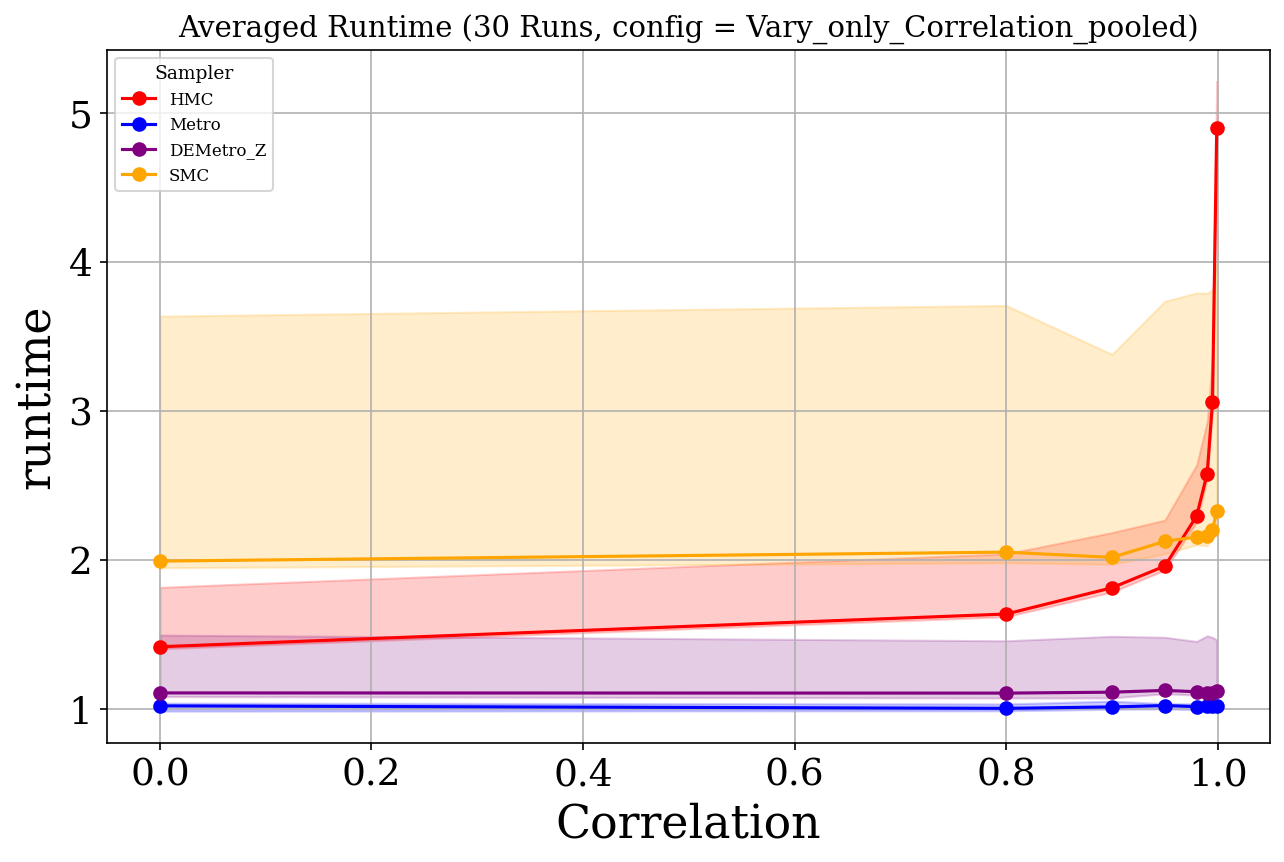 Averaged Runtime (30 Runs, config = Vary_only_Correlation_pooled)
Sampler
HMC
Metro
DEMetro_Z
SMC
runtime
5
4
3
2
1
0.0 0.2 0.4 0.6 0.8 1.0
Correlation